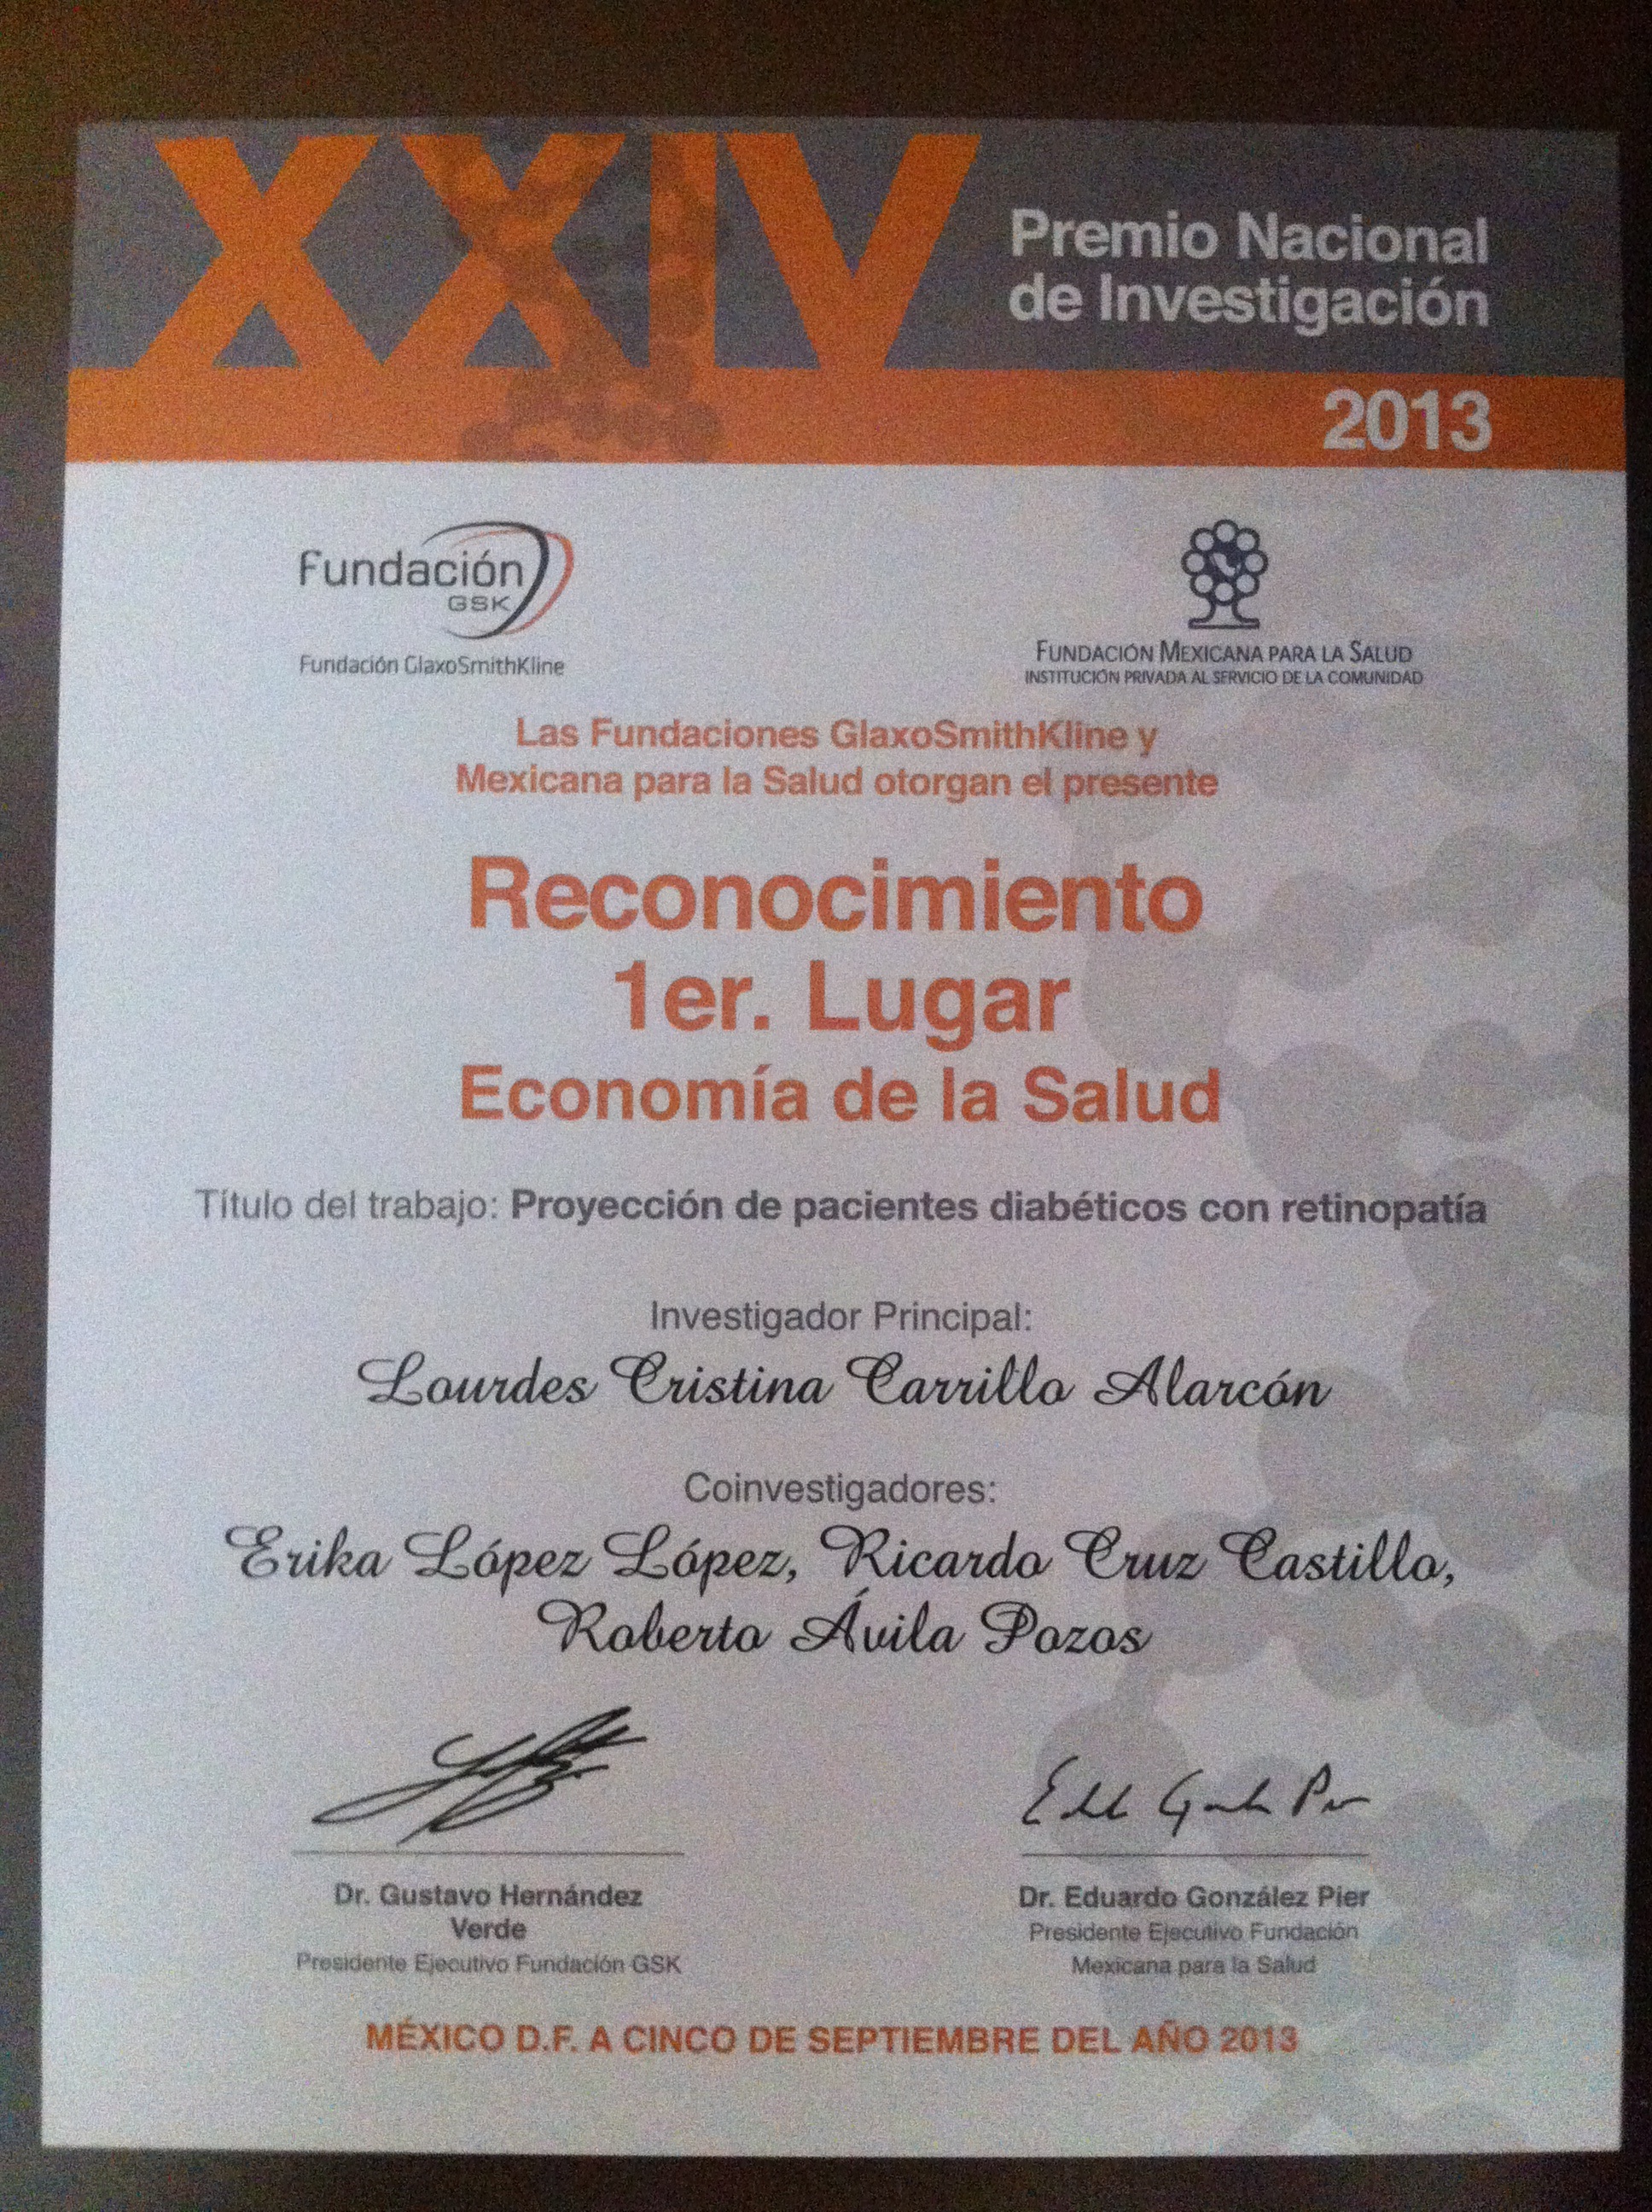 XXIV
Premio Nacional
de Investigación
2013
Fundación
GSK
Fundación GlaxoSmithKline
FUNDACIÓN MEXICANA PARA LA SALUD
INSTITUCIÓN PRIVADA AL SERVICIO DE LA COMUNIDAD
Las Fundaciones GlaxoSmithKline y
Mexicana para la Salud otorgan el presente
Reconocimiento
1er. Lugar
Economía de la Salud
Título del trabajo: Proyección de pacientes diabéticos con retinopatía
Investigador Principal:
Lourdes Cristina Carrillo Alarcón
Coinvestigadores:
Erika López López, Ricardo Cruz Castillo,
Roberto Ávila Pozos
Dr. Gustavo Hernández
Verde
Presidente Ejecutivo Fundación GSK
Dr. Eduardo González Pier
Presidente Ejecutivo Fundación
Mexicana para la Salud
MÉXICO D.F. A CINCO DE SEPTIEMBRE DEL AÑO 2013